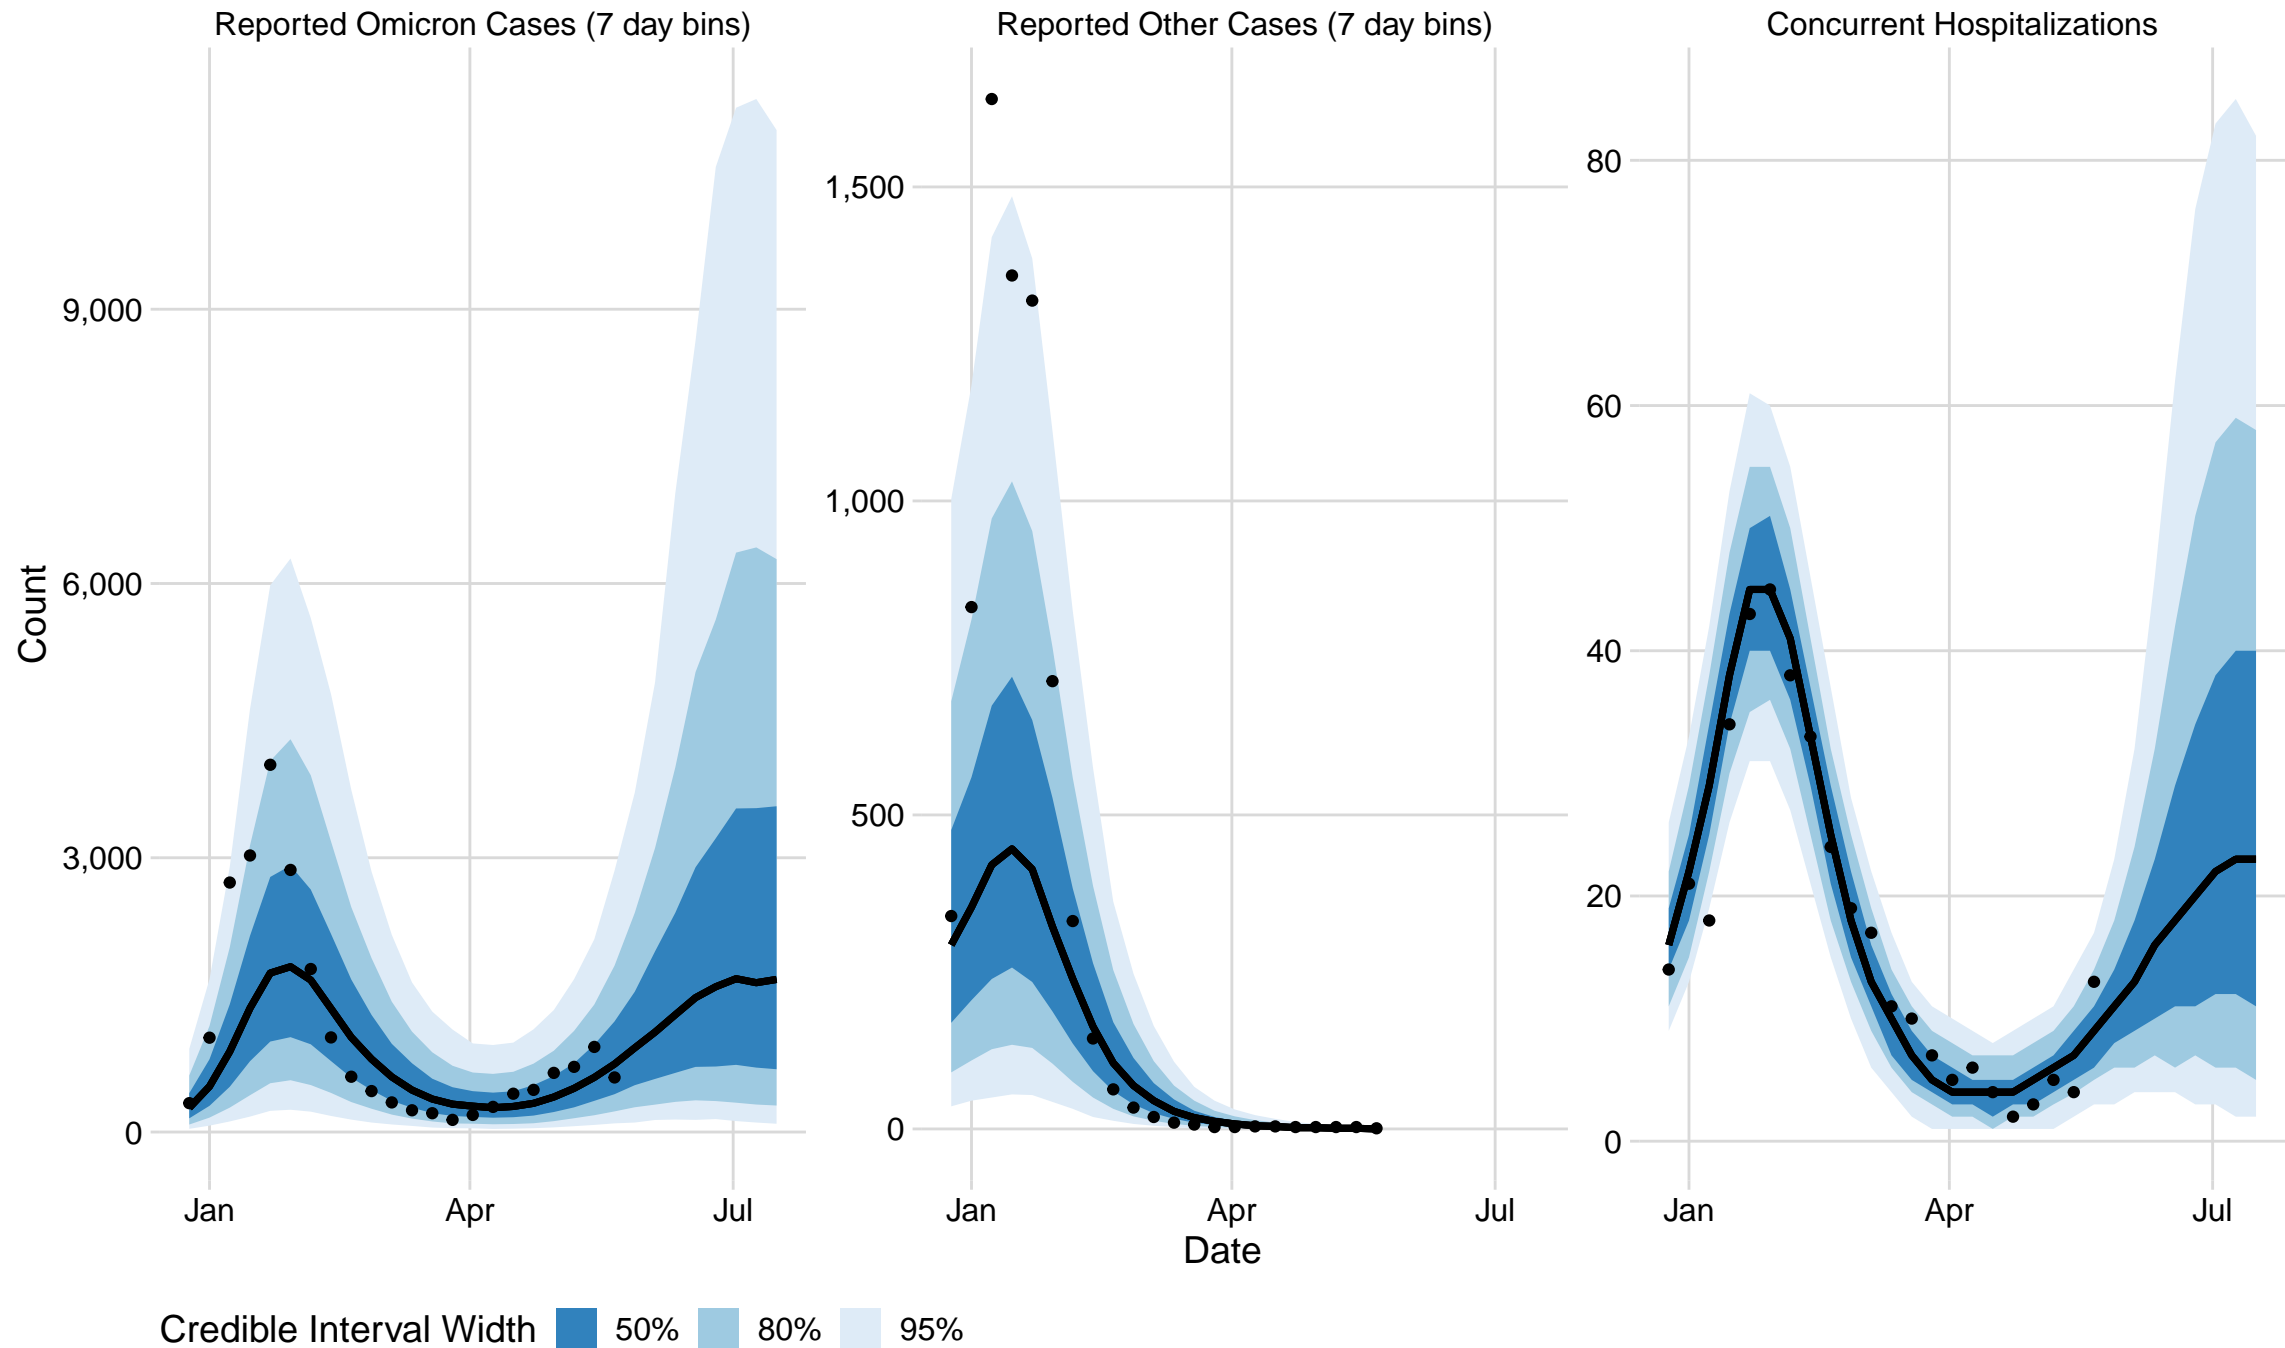 Reported Omicron Cases (7 day bins)
Reported Other Cases (7 day bins)
Concurrent Hospitalizations
Count
9,000
6,000
3,000
0
Jan
Apr
Jul
1,500
1,000
500
0
Jan
Apr
Jul
80
60
40
20
0
Jan
Apr
Jul
Date
Credible Interval Width 50% 80% 95%